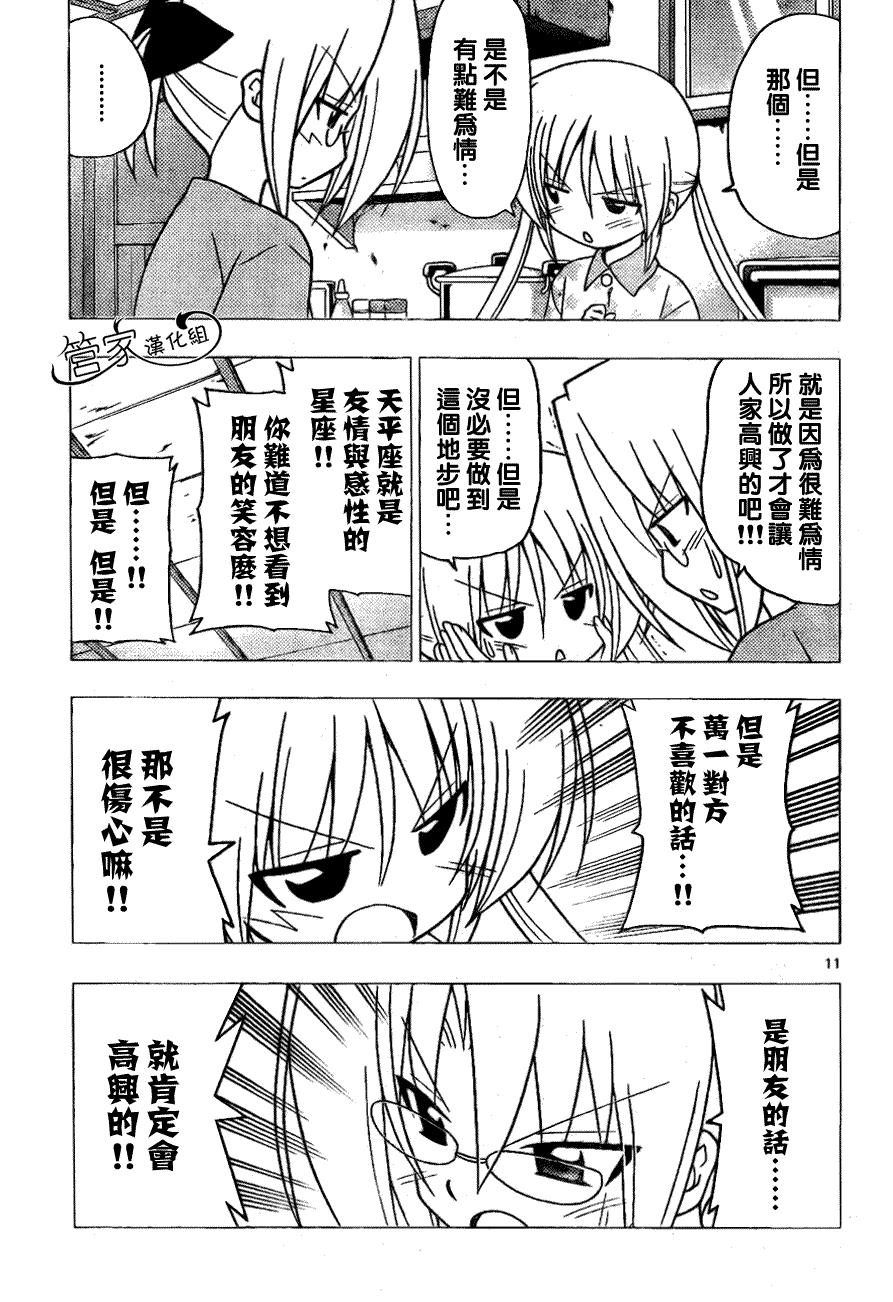 但……但是
那個……
是不是
有點難為情…
………
管家漢化組
就是因為很難為情
所以做了才會讓
人家高興的吧!!!
但……但是
沒必要做到
這個地步吧…
天平座就是
友情與感性的
星座!!
你難道不想看到
朋友的笑容麼!!
但……!!
但是 但是!!
但是
萬一對方
不喜歡的話…!!
那不是
很傷心嘛!!
11
是朋友的話……
就肯定會
高興的!!